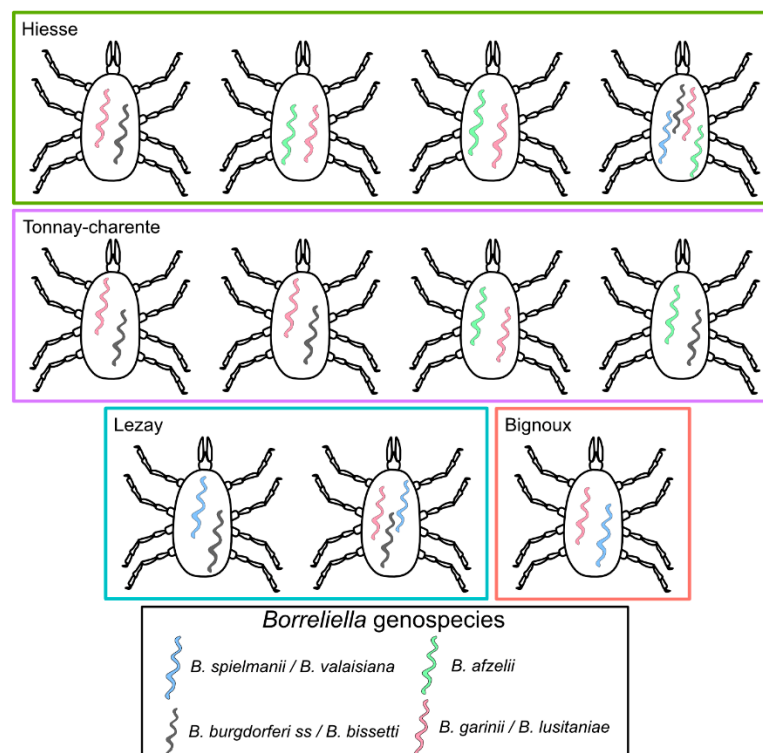 Hiesse
Tonnay-charente
Lezay
Bignoux
Borreliella genospecies
B. spielmanii / B. valaisiana
B. afzelii
B. burgdorferi ss / B. bissetti
B. garinii / B. lusitaniae